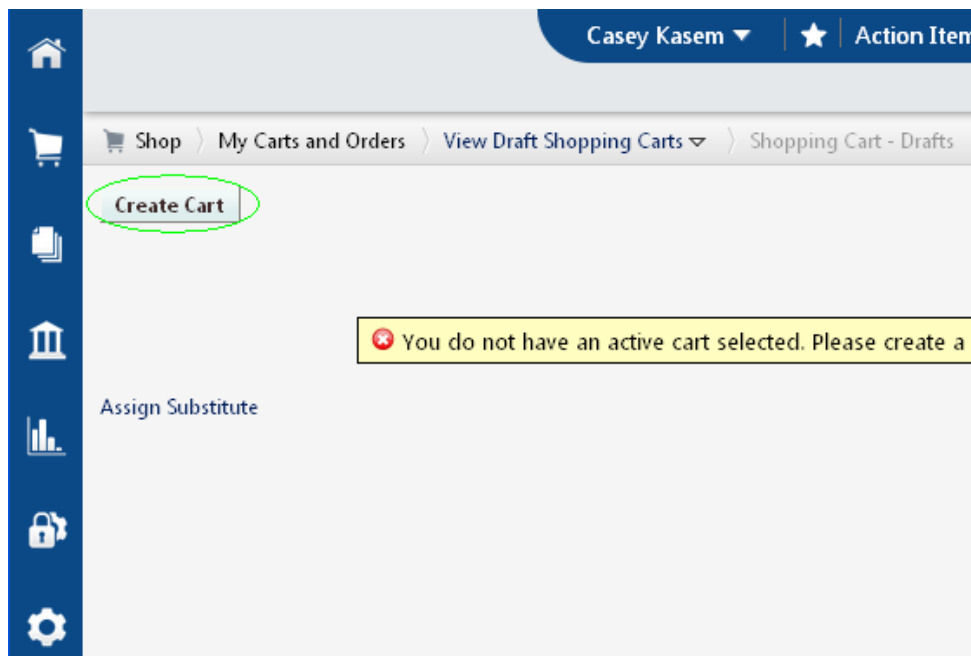 Casey Kasem Action Item
Shop My Carts and Orders View Draft Shopping Carts Shopping Cart - Drafts
Create Cart
You do not have an active cart selected. Please create a
Assign Substitute